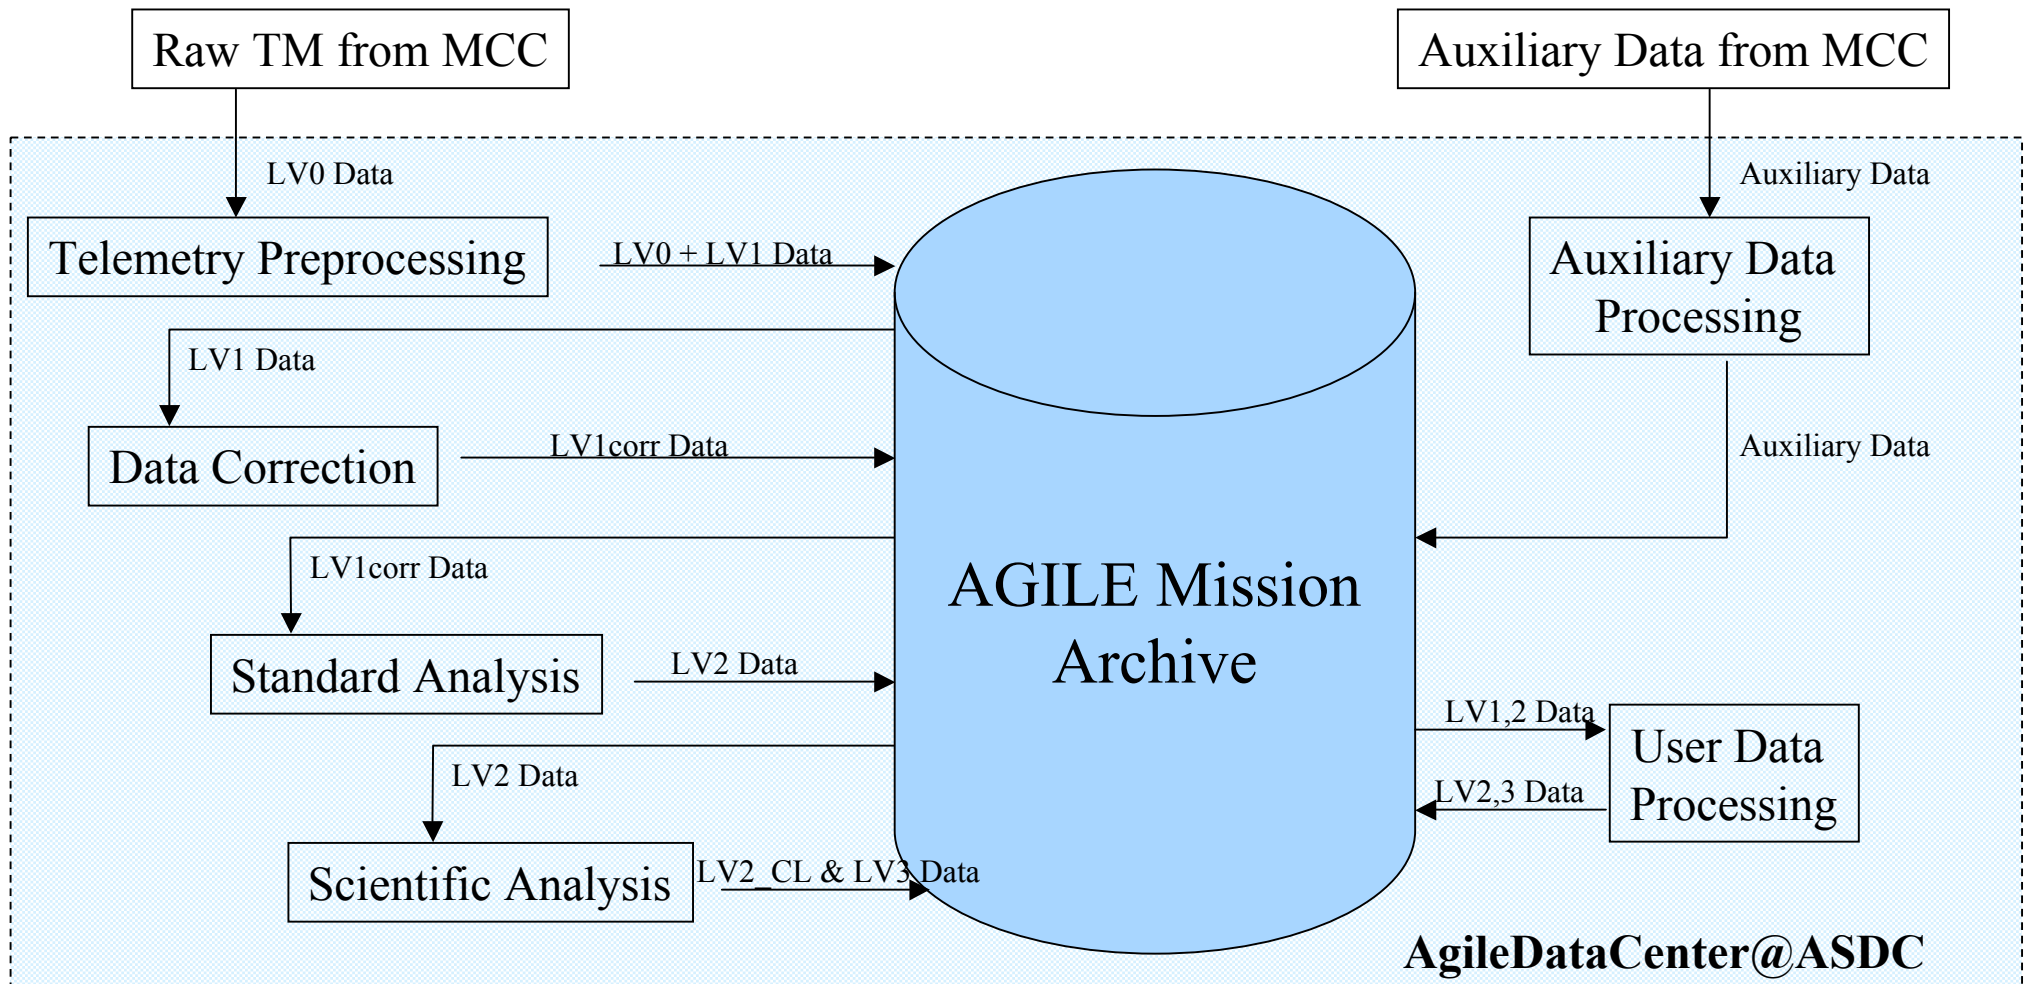 Raw TM from MCC
Auxiliary Data from MCC
LV0 Data
Auxiliary Data
Telemetry Preprocessing
LV0 + LV1 Data
Auxiliary Data
Processing
LV1 Data
Data Correction
LV1corr Data
Auxiliary Data
LV1corr Data
AGILE Mission
Archive
Standard Analysis
LV2 Data
LV1,2 Data
User Data
Processing
LV2 Data
LV2,3 Data
Scientific Analysis
LV2_CL & LV3 Data
AgileDataCenter@ASDC